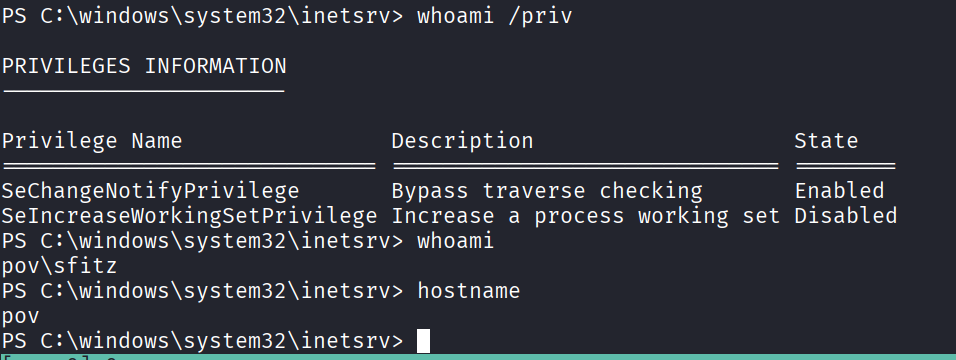 PS C:\windows\system32\inetsrv> whoami /priv
PRIVILEGES INFORMATION
----------------------
Privilege Name Description State
============================= ============================== ========
SeChangeNotifyPrivilege Bypass traverse checking Enabled
SeIncreaseWorkingSetPrivilege Increase a process working set Disabled
PS C:\windows\system32\inetsrv> whoami
pov\sfitz
PS C:\windows\system32\inetsrv> hostname
pov
PS C:\windows\system32\inetsrv>